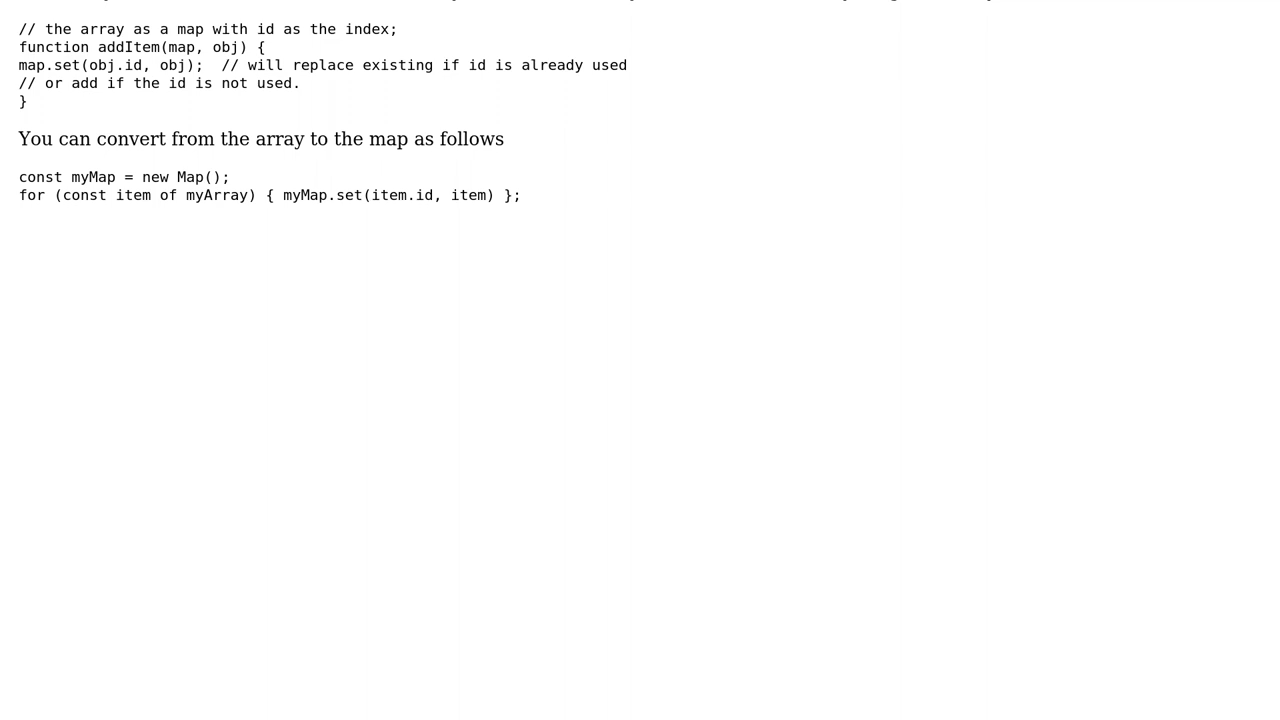 // the array as a map with id as the index;
function addItem(map, obj) {
map.set(obj.id, obj);  // will replace existing if id is already used
// or add if the id is not used.
}
You can convert from the array to the map as follows
const myMap = new Map();
for (const item of myArray) { myMap.set(item.id, item) };